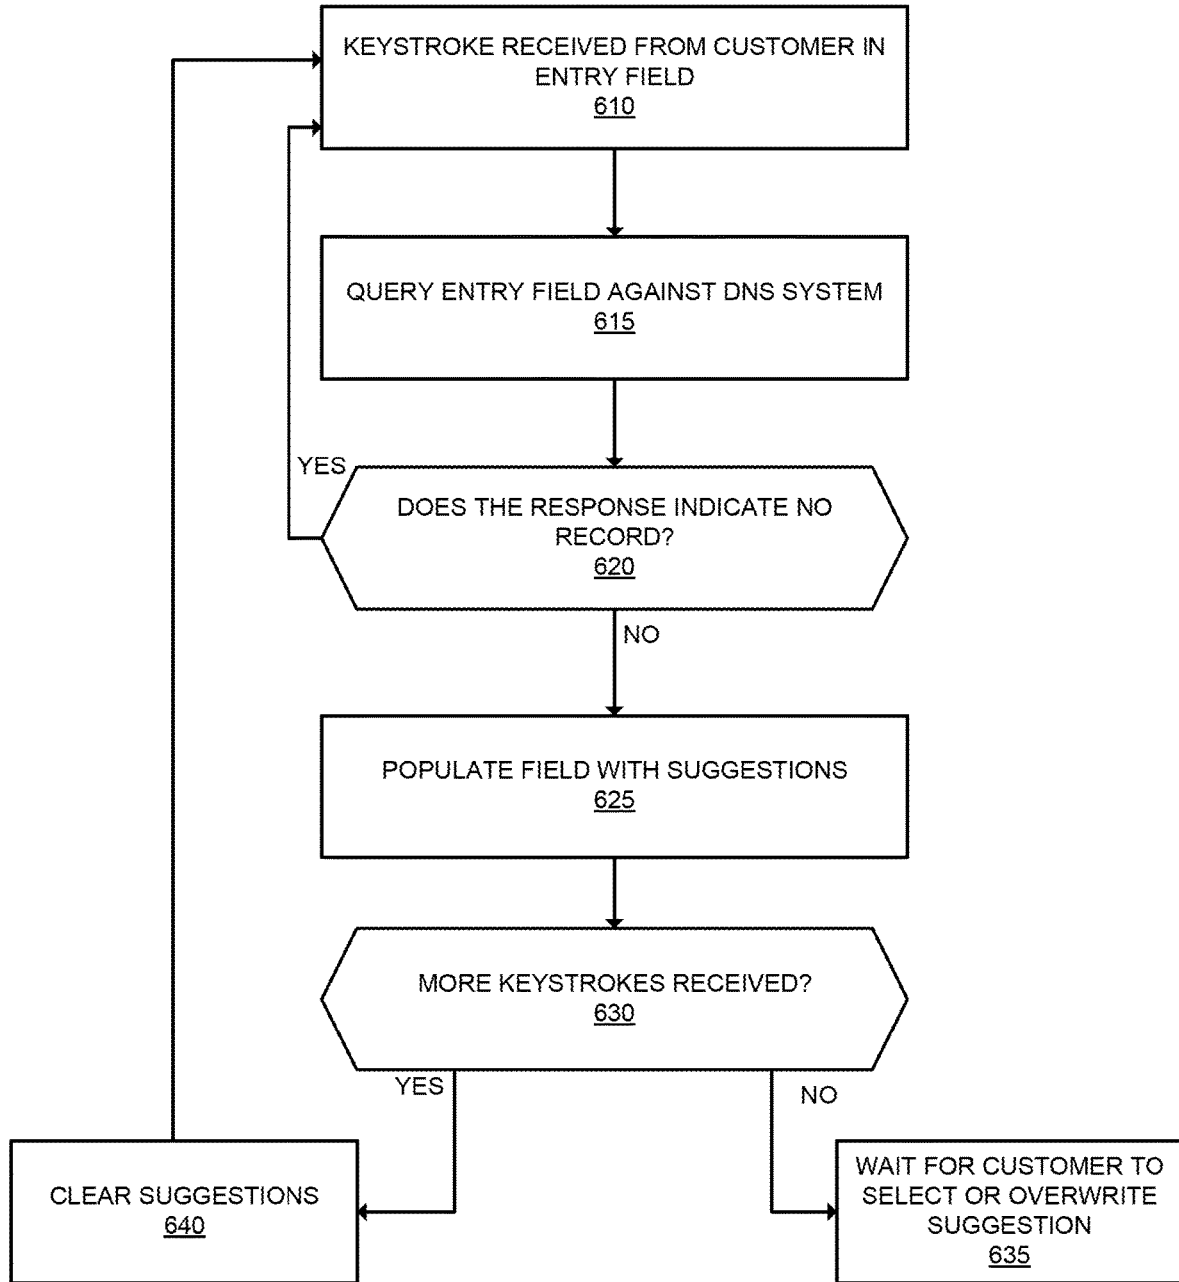 KEYSTROKE RECEIVED FROM CUSTOMER IN
ENTRY FIELD
610
QUERY ENTRY FIELD AGAINST DNS SYSTEM
615
YES
DOES THE RESPONSE INDICATE NO
RECORD?
620
NO
POPULATE FIELD WITH SUGGESTIONS
625
MORE KEYSTROKES RECEIVED?
630
YES
NO
CLEAR SUGGESTIONS
640
WAIT FOR CUSTOMER TO
SELECT OR OVERWRITE
SUGGESTION
635